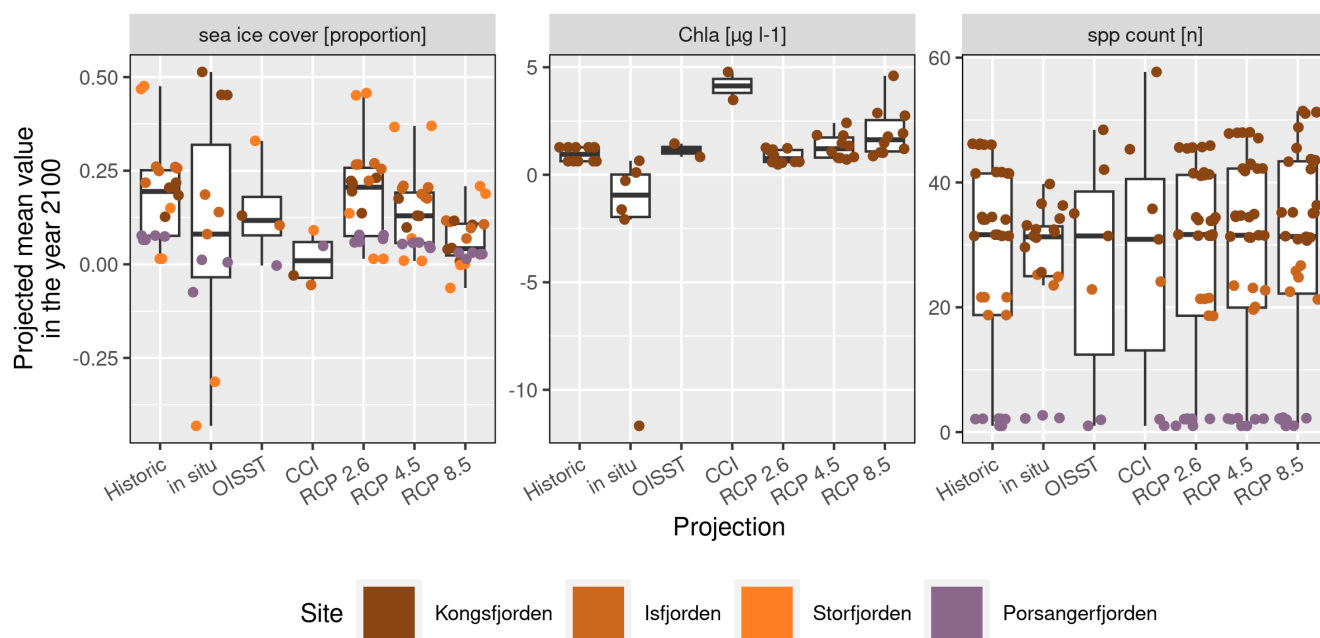 sea ice cover [proportion]
Chla [µg l-1]
spp count [n]
Projected mean value
in the year 2100
0.50
0.25
0.00
-0.25
5
0
-5
-10
60
40
20
0
Historic
in situ
OISST
CCI
RCP 2.6
RCP 4.5
RCP 8.5
Historic
in situ
OISST
CCI
RCP 2.6
RCP 4.5
RCP 8.5
Historic
in situ
OISST
CCI
RCP 2.6
RCP 4.5
RCP 8.5
Projection
Site
Kongsfjorden
Isfjorden
Storfjorden
Porsangerfjorden